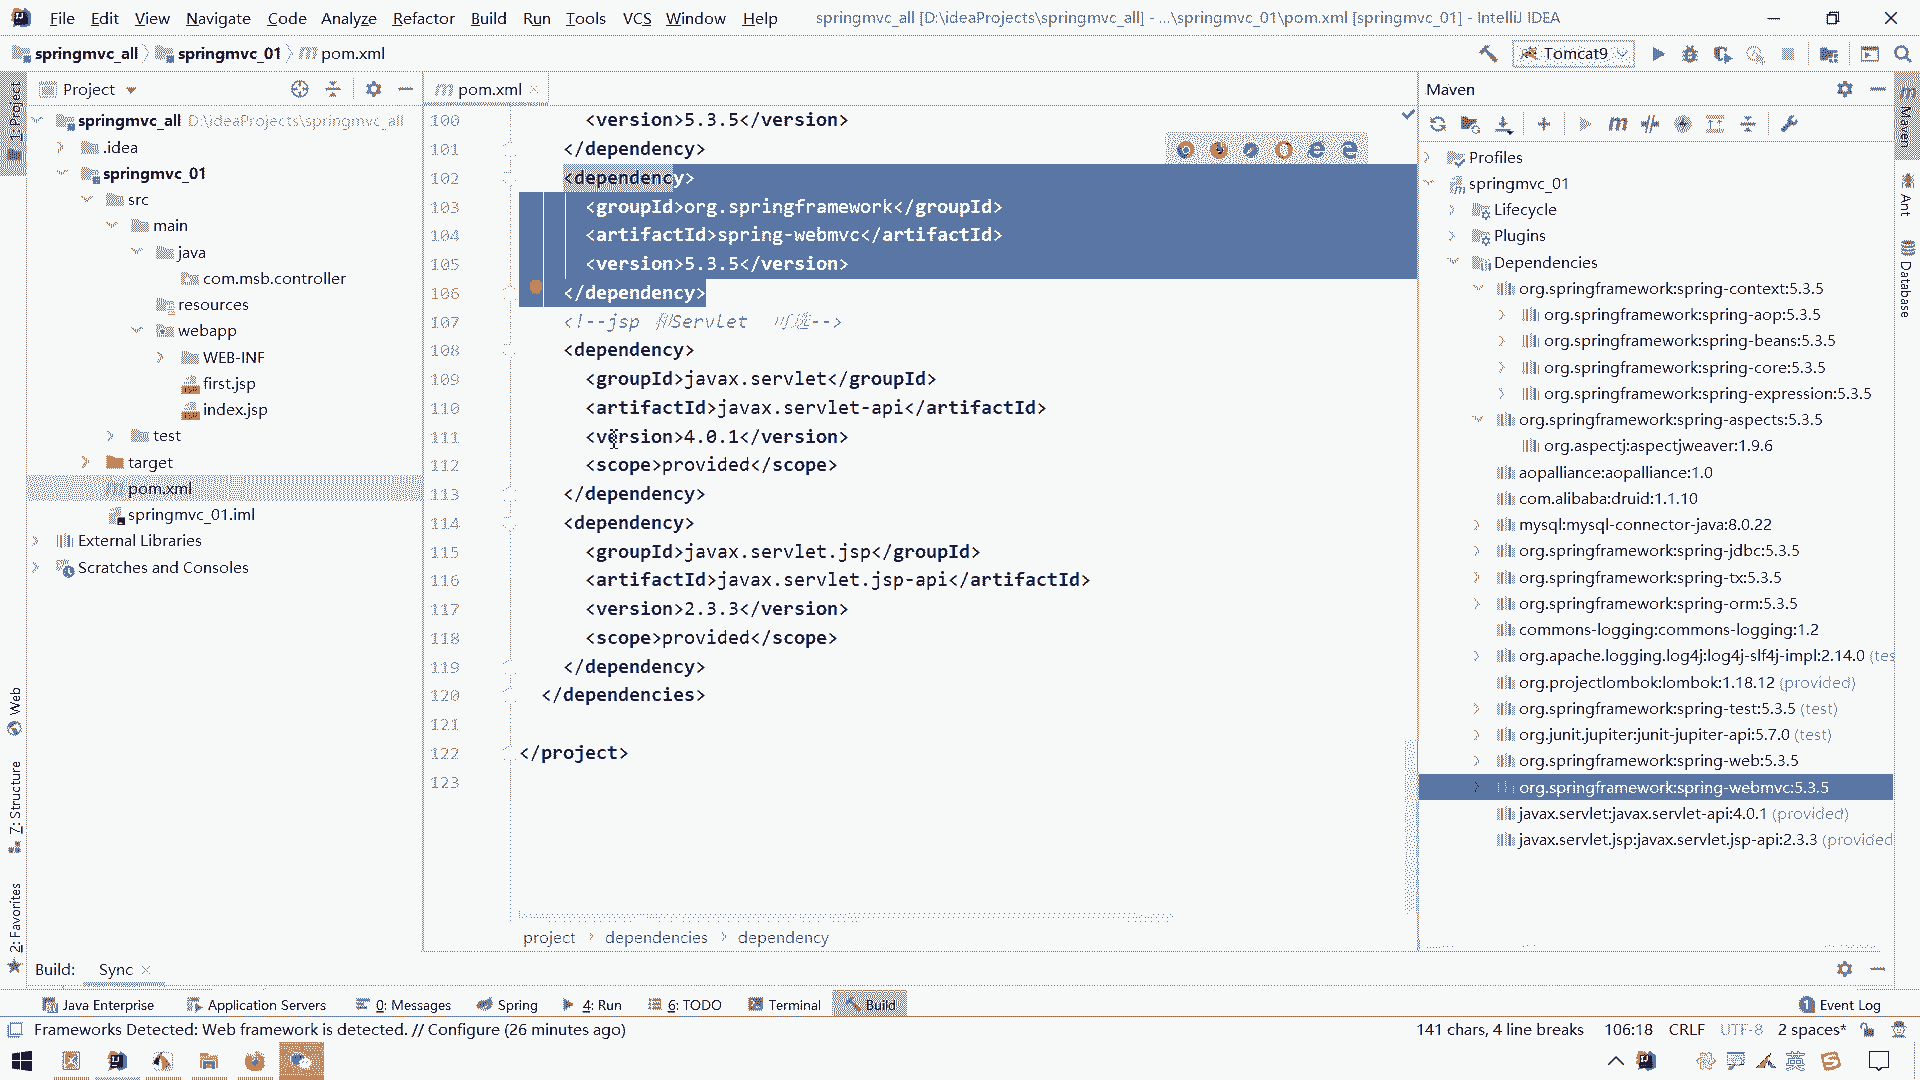 File Edit View Navigate Code Analyze Refactor Build Run Tools VCS Window Help springmvc_all [D:\ideaProjects\springmvc_all] - ...\springmvc_01\pom.xml [springmvc_01] - IntelliJ IDEA
springmvc_all springmvc_01 pom.xml Tomcat9
Project
pom.xml
Maven
1: Project
springmvc_all D:\ideaProjects\springmvc_all
.idea
springmvc_01
src
main
java
com.msb.controller
resources
webapp
WEB-INF
first.jsp
index.jsp
test
target
pom.xml
springmvc_01.iml
External Libraries
Scratches and Consoles
Web
7: Structure
2: Favorites
100 <version>5.3.5</version>
101 </dependency>
102 <dependency>
103 <groupId>org.springframework</groupId>
104 <artifactId>spring-webmvc</artifactId>
105 <version>5.3.5</version>
106 </dependency>
107 <!--jsp 和Servlet 可选-->
108 <dependency>
109 <groupId>javax.servlet</groupId>
110 <artifactId>javax.servlet-api</artifactId>
111 <version>4.0.1</version>
112 <scope>provided</scope>
113 </dependency>
114 <dependency>
115 <groupId>javax.servlet.jsp</groupId>
116 <artifactId>javax.servlet.jsp-api</artifactId>
117 <version>2.3.3</version>
118 <scope>provided</scope>
119 </dependency>
120 </dependencies>
121
122 </project>
123
project dependencies dependency
Profiles
springmvc_01
Lifecycle
Plugins
Dependencies
org.springframework:spring-context:5.3.5
org.springframework:spring-aop:5.3.5
org.springframework:spring-beans:5.3.5
org.springframework:spring-core:5.3.5
org.springframework:spring-expression:5.3.5
org.springframework:spring-aspects:5.3.5
org.aspectj:aspectjweaver:1.9.6
aopalliance:aopalliance:1.0
com.alibaba:druid:1.1.10
mysql:mysql-connector-java:8.0.22
org.springframework:spring-jdbc:5.3.5
org.springframework:spring-tx:5.3.5
org.springframework:spring-orm:5.3.5
commons-logging:commons-logging:1.2
org.apache.logging.log4j:log4j-slf4j-impl:2.14.0 (tes
org.projectlombok:lombok:1.18.12 (provided)
org.springframework:spring-test:5.3.5 (test)
org.junit.jupiter:junit-jupiter-api:5.7.0 (test)
org.springframework:spring-web:5.3.5
org.springframework:spring-webmvc:5.3.5
javax.servlet:javax.servlet-api:4.0.1 (provided)
javax.servlet.jsp:javax.servlet.jsp-api:2.3.3 (provided
Maven
Ant
Database
Build: Sync
Java Enterprise Application Servers 0: Messages Spring 4: Run 6: TODO Terminal Build 1 Event Log
Frameworks Detected: Web framework is detected. // Configure (26 minutes ago) 141 chars, 4 line breaks 106:18 CRLF UTF-8 2 spaces*
英